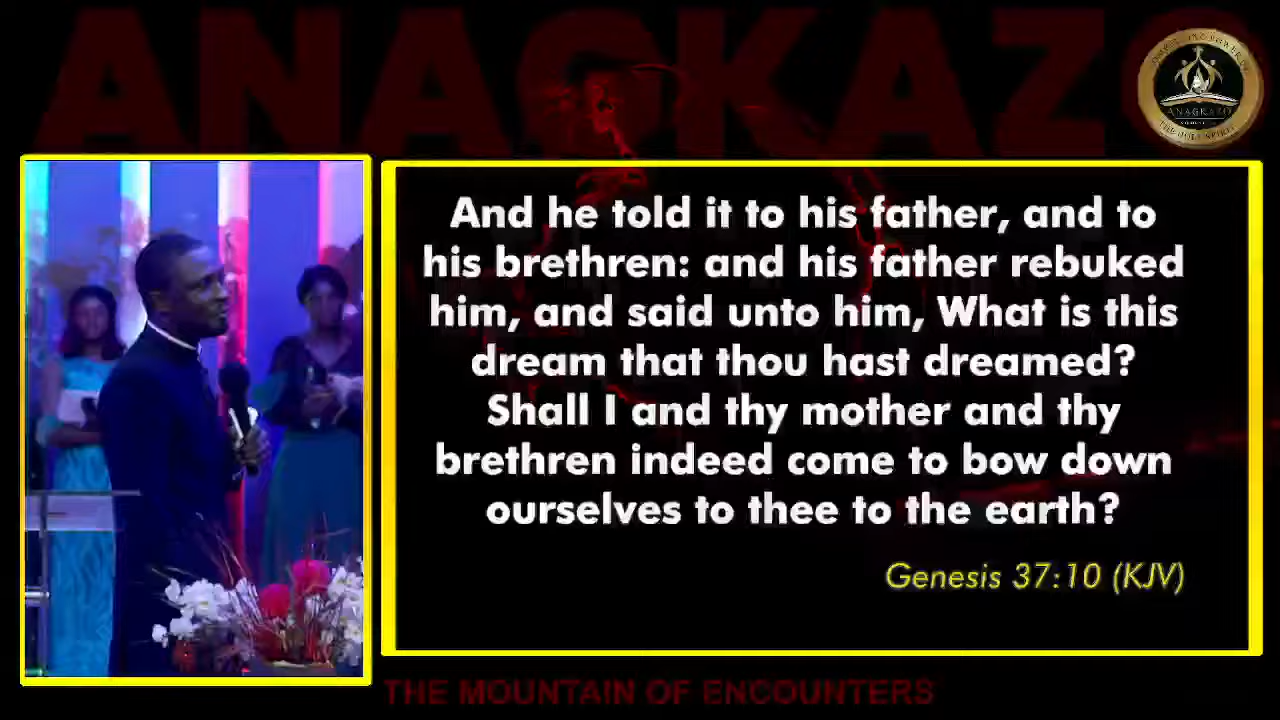 ANAGKAZO
ANAGKAZO
And he told it to his father, and to
his brethren: and his father rebuked
him, and said unto him, What is this
dream that thou hast dreamed?
Shall I and thy mother and thy
brethren indeed come to bow down
ourselves to thee to the earth?
Genesis 37:10 (KJV)
THE MOUNTAIN OF ENCOUNTERS